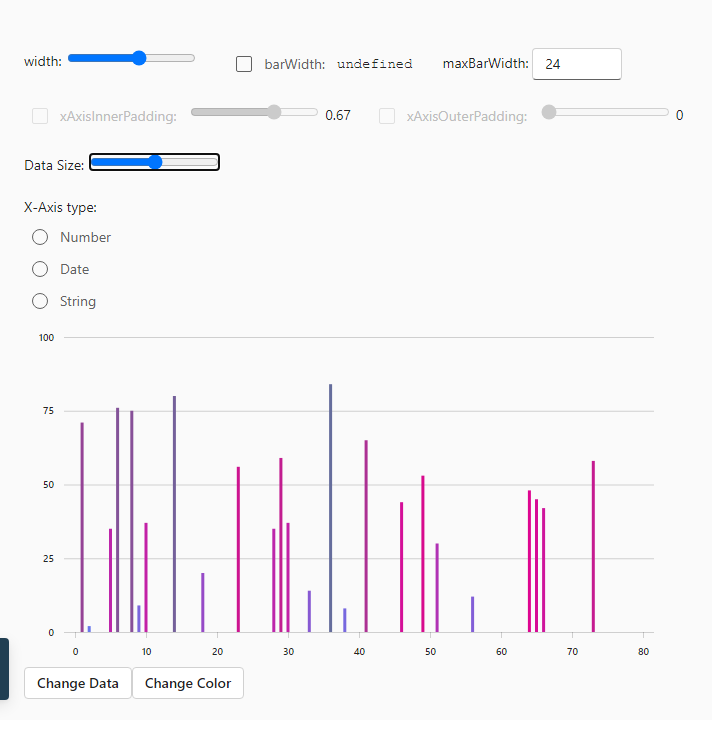 width: barWidth: undefined maxBarWidth: 24
xAxisInnerPadding: 0.67 xAxisOuterPadding: 0
Data Size:
X-Axis type:
Number
Date
String
100
75
50
25
0
0 10 20 30 40 50 60 70 80
Change Data Change Color